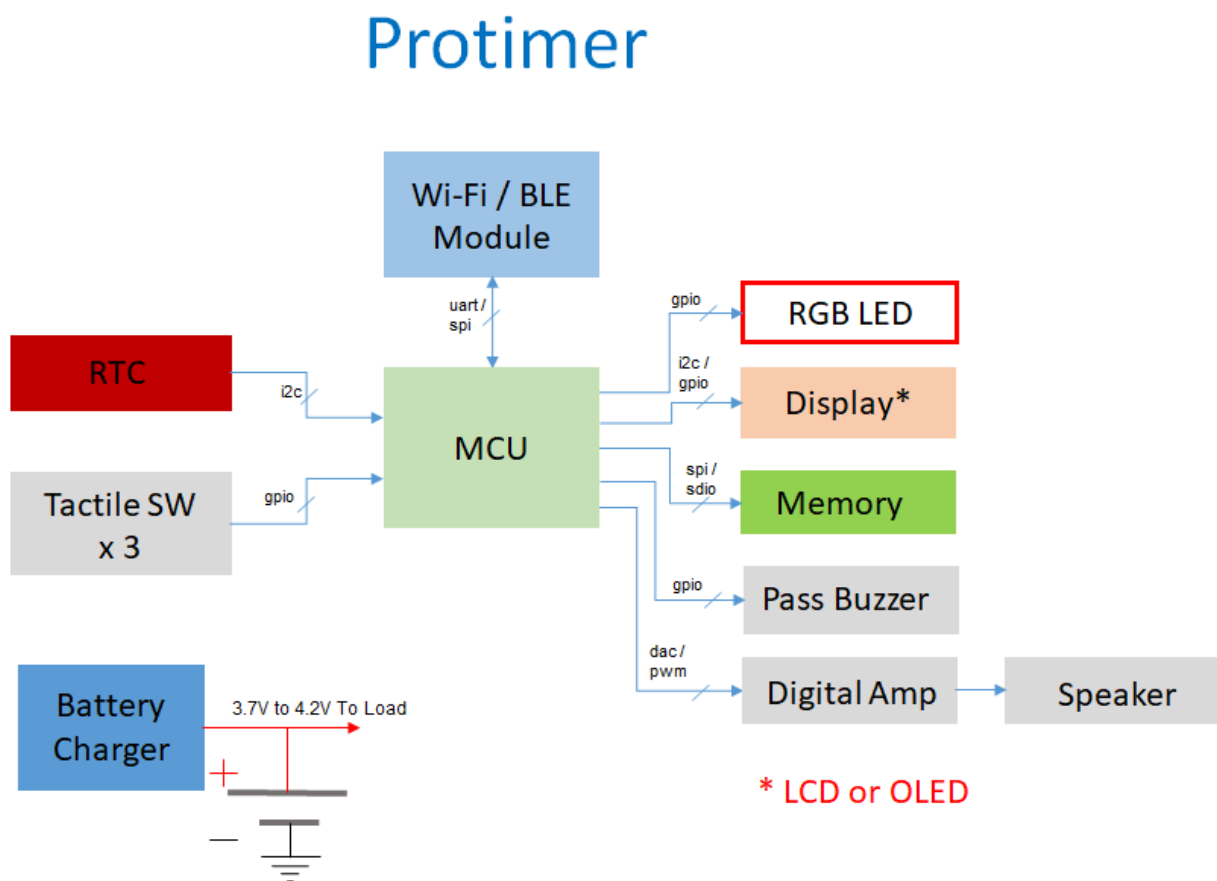 Protimer
Wi-Fi / BLE
Module
uart /
spi
gpio
RGB LED
RTC
i2c
i2c /
gpio
Display*
MCU
Tactile SW
x 3
gpio
spi /
sdio
Memory
gpio
Pass Buzzer
dac /
pwm
Digital Amp
Speaker
Battery
Charger
3.7V to 4.2V To Load
+
—
* LCD or OLED